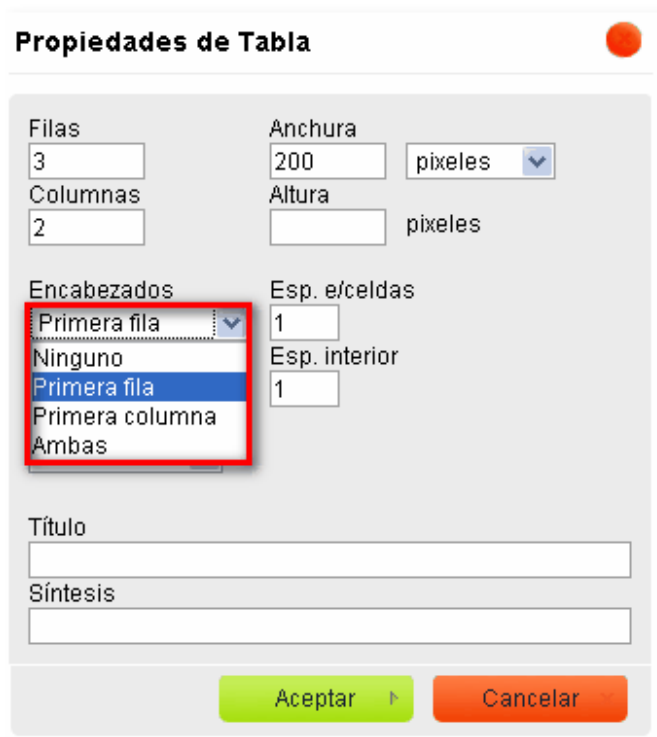 Propiedades de Tabla
Filas
3
Anchura
200
pixeles
Columnas
2
Altura
pixeles
Encabezados
Primera fila
Ninguno
Primera fila
Primera columna
Ambas
Esp. e/celdas
1
Esp. interior
1
Título
Síntesis
Aceptar
Cancelar